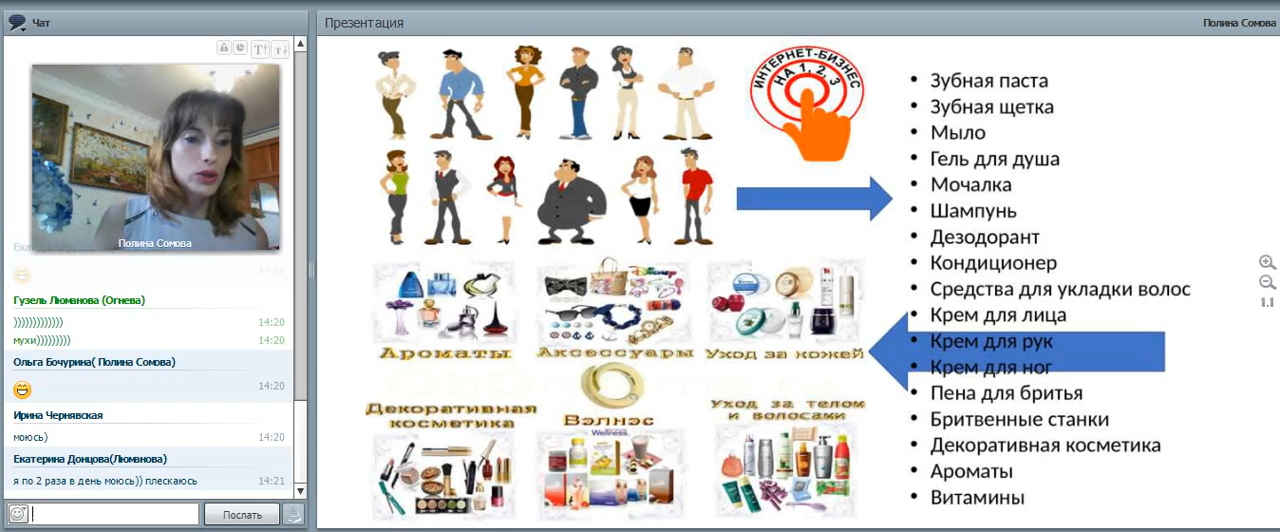 Чат
Полина Сомова
14:20
Гузель Люманова (Огнева)
))))))))))))) 14:20
мухи))))))))) 14:20
Ольга Бочурина( Полина Сомова)
14:20
Ирина Чернявская
моюсь) 14:20
Екатерина Донцова(Люманова)
я по 2 раза в день моюсь)) плескаюсь 14:21
Послать
Презентация
Полина Сомова
ИНТЕРНЕТ-БИЗНЕС
НА 1, 2, 3
Ароматы
Disney
Аксессуары
Уход за кожей
Декоративная
косметика
Вэлнэс
Wellness
Уход за телом
и волосами
• Зубная паста
• Зубная щетка
• Мыло
• Гель для душа
• Мочалка
• Шампунь
• Дезодорант
• Кондиционер
• Средства для укладки волос
• Крем для лица
• Крем для рук
• Крем для ног
• Пена для бритья
• Бритвенные станки
• Декоративная косметика
• Ароматы
• Витамины
1.1